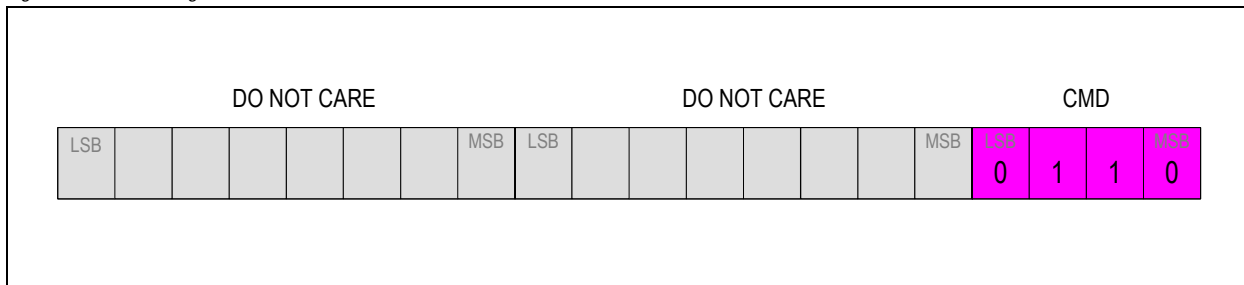 DO NOT CARE DO NOT CARE CMD
LSB MSB LSB MSB LSB MSB
0 1 1 0